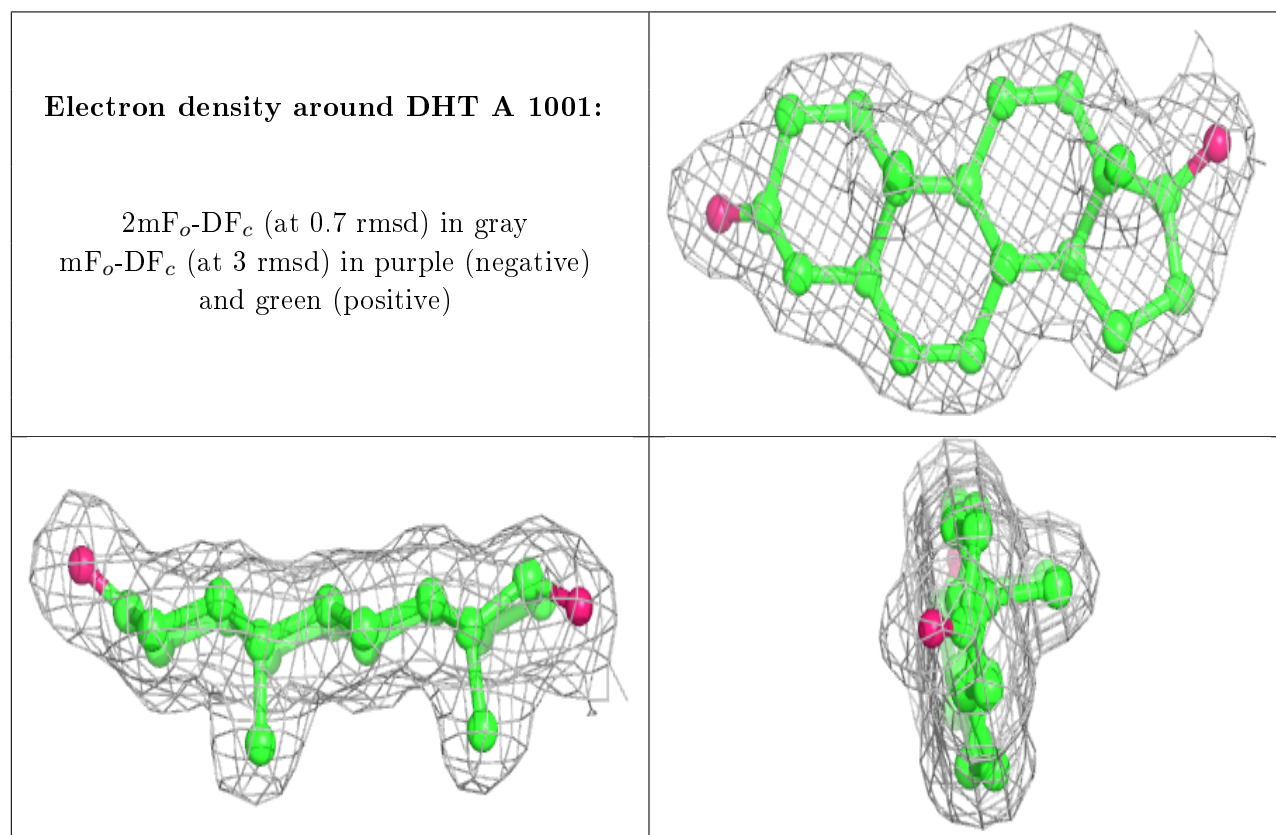 Electron density around DHT A 1001:
2mFo-DFc (at 0.7 rmsd) in gray
mFo-DFc (at 3 rmsd) in purple (negative)
and green (positive)